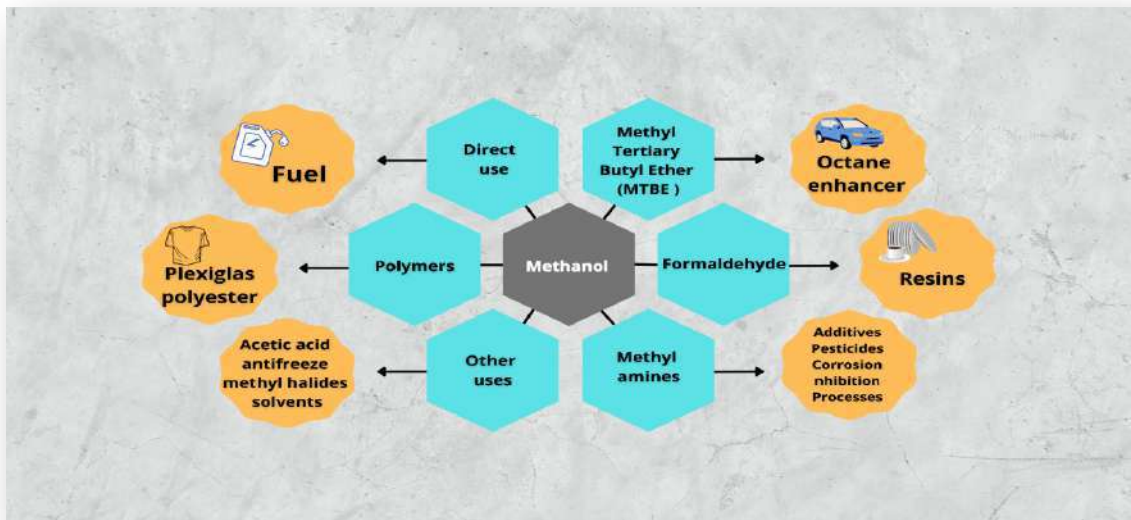 Fuel
Direct
use
Methyl
Tertiary
Butyl Ether
(MTBE )
Octane
enhancer
Plexiglas
polyester
Polymers
Methanol
Formaldehyde
Resins
Acetic acid
antifreeze
methyl halides
solvents
Other
uses
Methyl
amines
Additives
Pesticides
Corrosion
nhibition
Processes